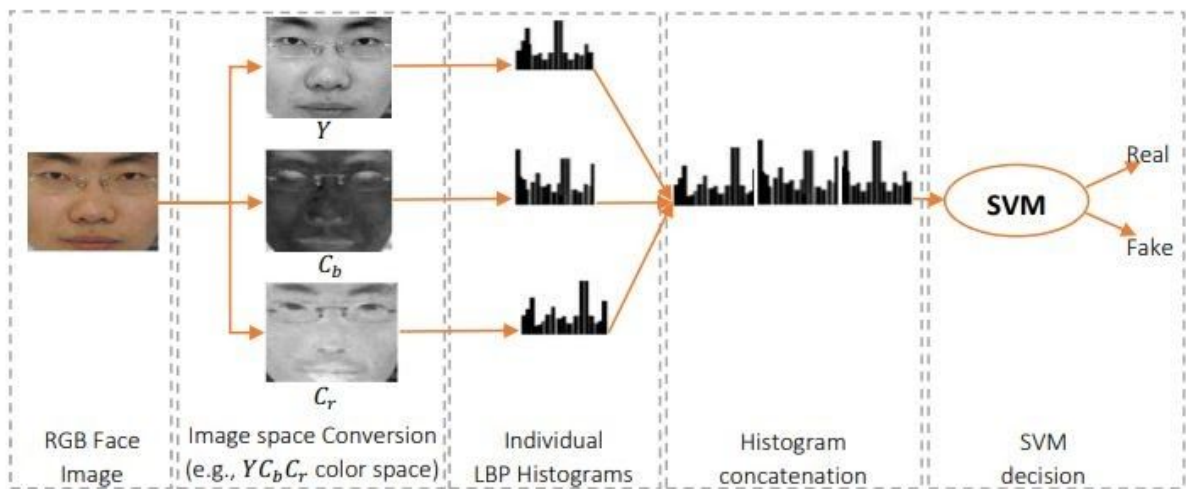 Y
C_b
C_r
SVM
Real
Fake
RGB Face
Image
Image space Conversion
(e.g., YC_bC_r color space)
Individual
LBP Histograms
Histogram
concatenation
SVM
decision